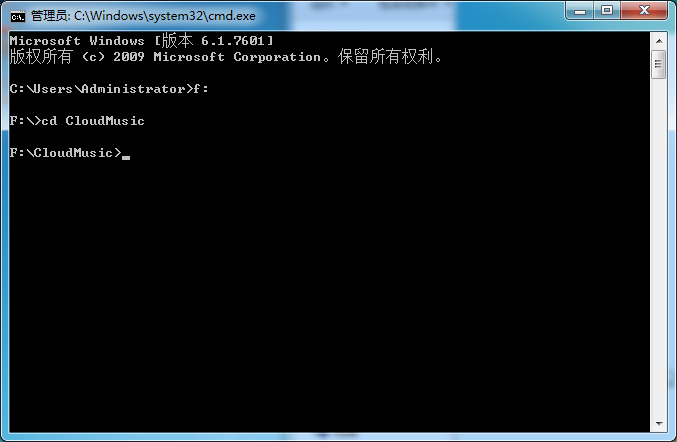 管理员: C:\Windows\system32\cmd.exe
Microsoft Windows [版本 6.1.7601]
版权所有 (c) 2009 Microsoft Corporation。保留所有权利。
C:\Users\Administrator>f:
F:\>cd CloudMusic
F:\CloudMusic>